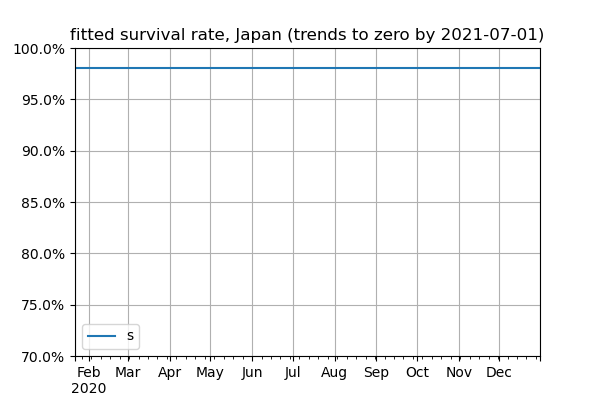 fitted survival rate, Japan (trends to zero by 2021-07-01)
100.0%
95.0%
90.0%
85.0%
80.0%
75.0%
70.0%
s
Feb Mar Apr May Jun Jul Aug Sep Oct Nov Dec
2020